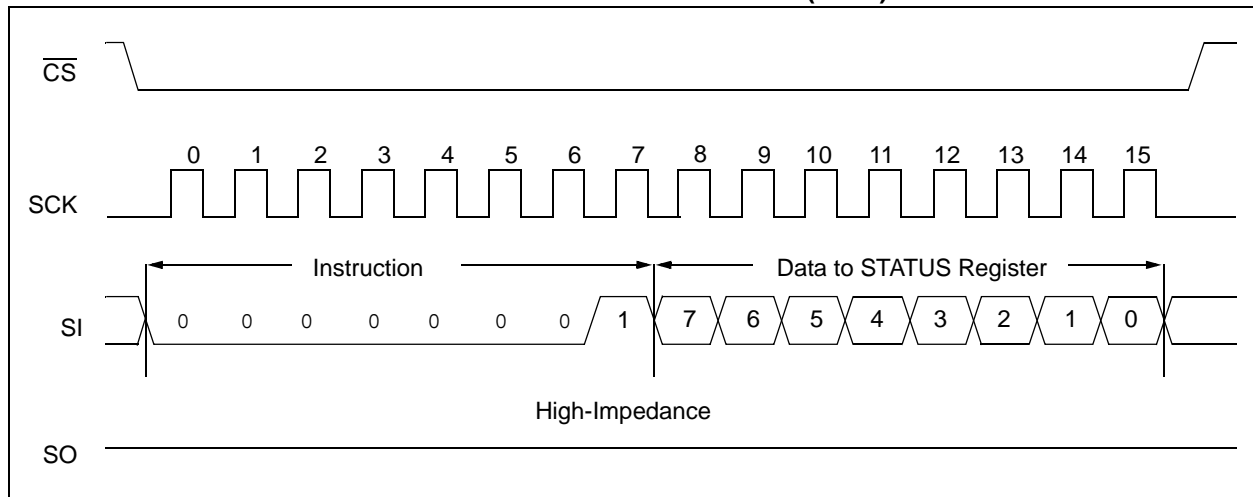 CS
0 1 2 3 4 5 6 7 8 9 10 11 12 13 14 15
SCK
Instruction Data to STATUS Register
SI 0 0 0 0 0 0 0 1 7 6 5 4 3 2 1 0
High-Impedance
SO